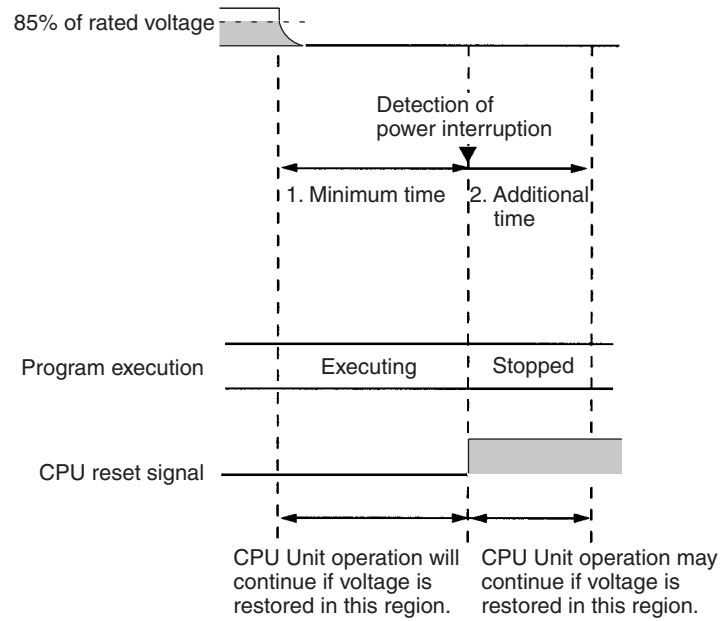 85% of rated voltage
Detection of
power interruption
1. Minimum time
2. Additional
time
Program execution
Executing
Stopped
CPU reset signal
CPU Unit operation will
continue if voltage is
restored in this region.
CPU Unit operation may
continue if voltage is
restored in this region.